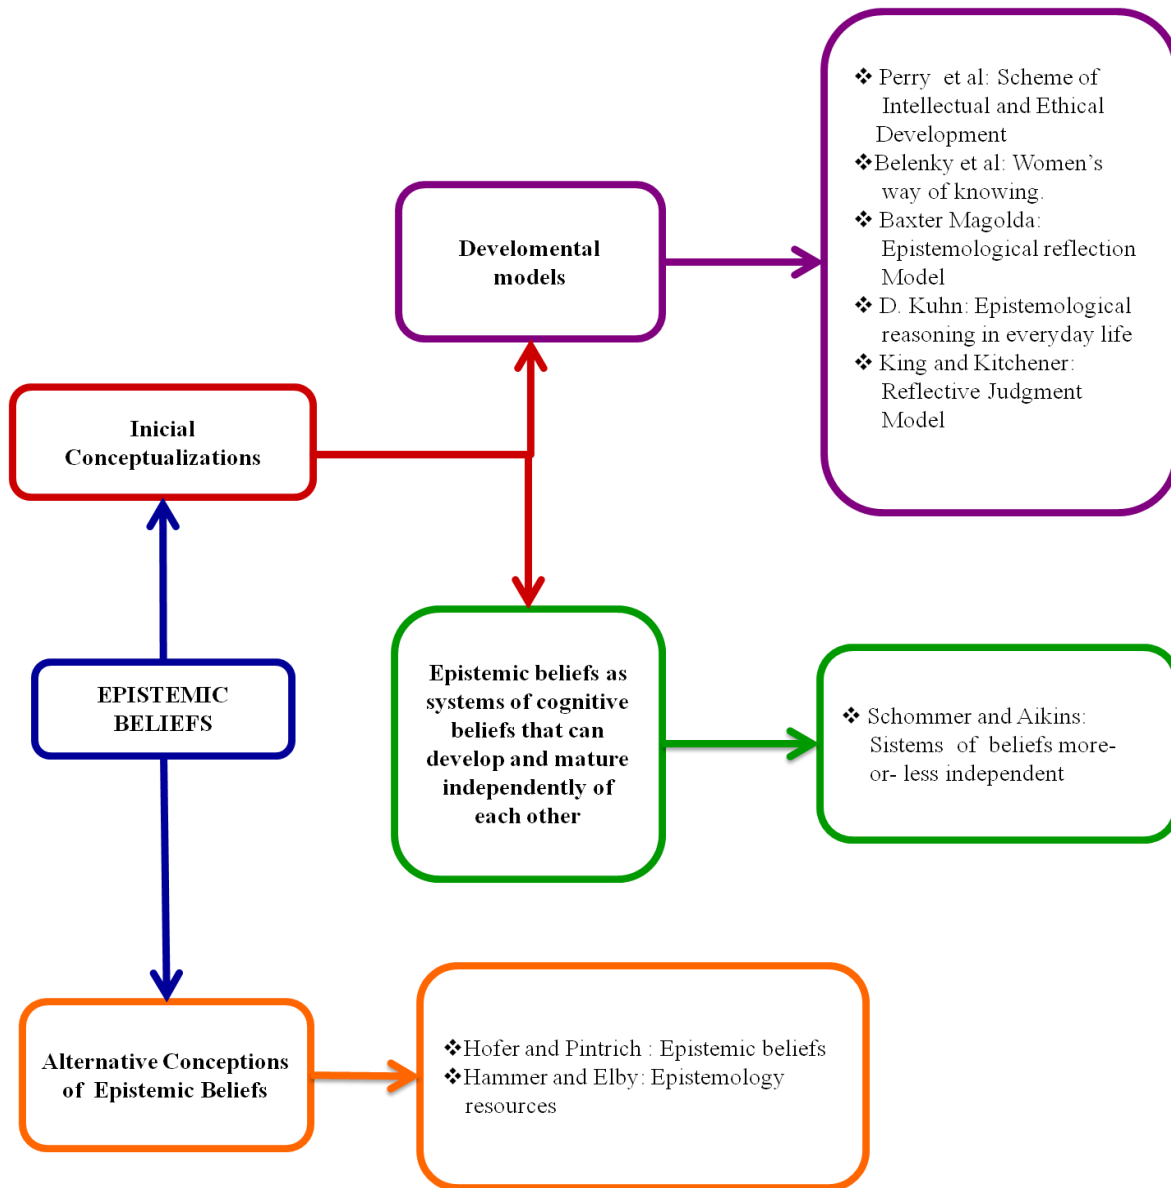 ❖ Perry et al: Scheme of
Intellectual and Ethical
Development
❖Belenky et al: Women’s
way of knowing.
❖ Baxter Magolda:
Epistemological reflection
Model
❖ D. Kuhn: Epistemological
reasoning in everyday life
❖ King and Kitchener:
Reflective Judgment
Model
Develomental
models
Inicial
Conceptualizations
EPISTEMIC
BELIEFS
Epistemic beliefs as
systems of cognitive
beliefs that can
develop and mature
independently of
each other
❖ Schommer and Aikins:
Sistems of beliefs more-
or- less independent
Alternative Conceptions
of Epistemic Beliefs
❖Hofer and Pintrich : Epistemic beliefs
❖Hammer and Elby: Epistemology
resources